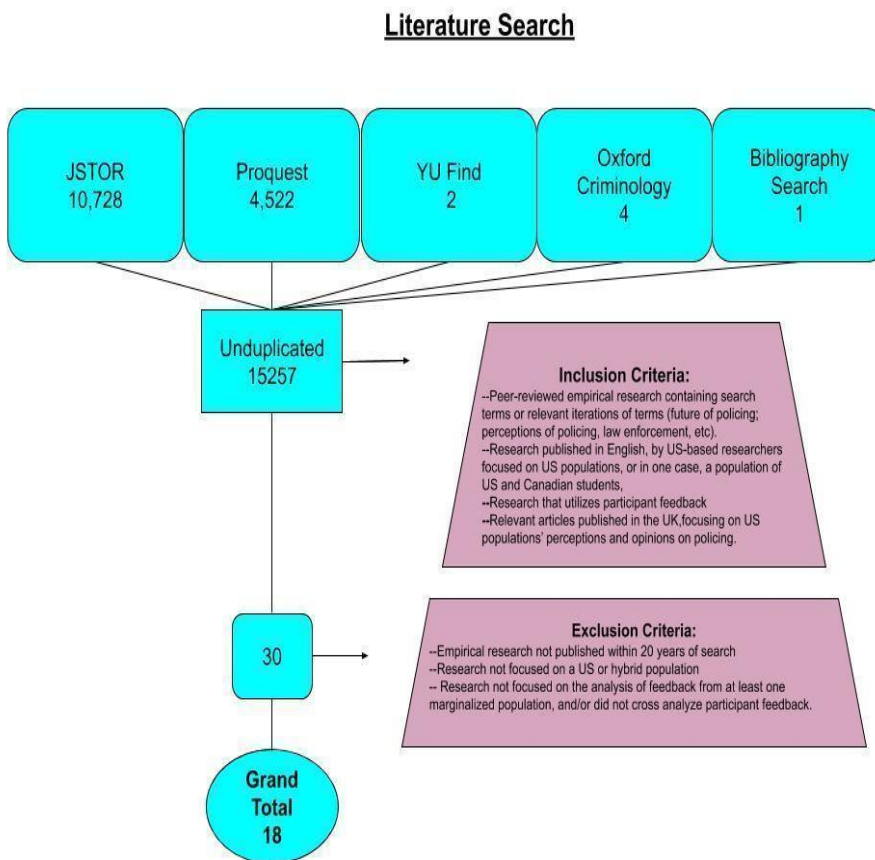 Literature Search
JSTOR
10,728
Proquest
4,522
YU Find
2
Oxford
Criminology
4
Bibliography
Search
1
Unduplicated
15257
Inclusion Criteria:
--Peer-reviewed empirical research containing search
terms or relevant iterations of terms (future of policing;
perceptions of policing, law enforcement, etc).
--Research published in English, by US-based researchers
focused on US populations, or in one case, a population of
US and Canadian students,
--Research that utilizes participant feedback
--Relevant articles published in the UK,focusing on US
populations’ perceptions and opinions on policing.
30
Exclusion Criteria:
--Empirical research not published within 20 years of search
--Research not focused on a US or hybrid population
-- Research not focused on the analysis of feedback from at least one
marginalized population, and/or did not cross analyze participant feedback.
Grand
Total
18